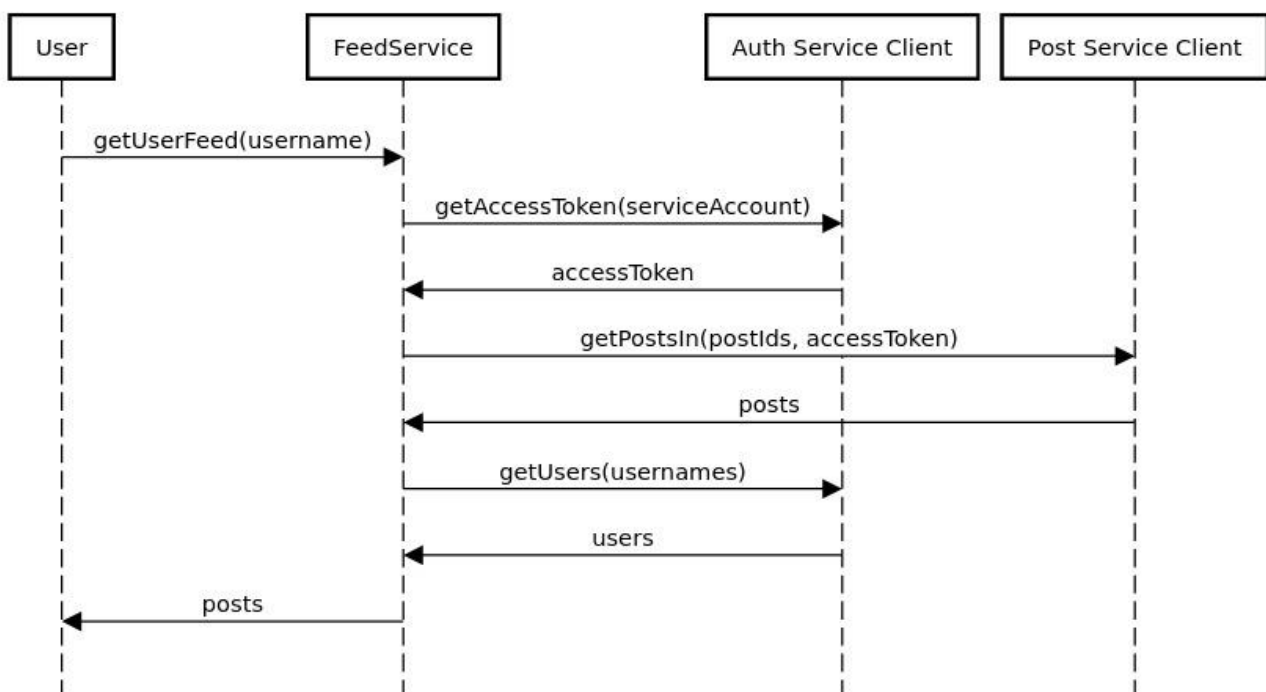 User
FeedService
Auth Service Client
Post Service Client
getUserFeed(username)
getAccessToken(serviceAccount)
accessToken
getPostsIn(postIds, accessToken)
posts
getUsers(usernames)
users
posts